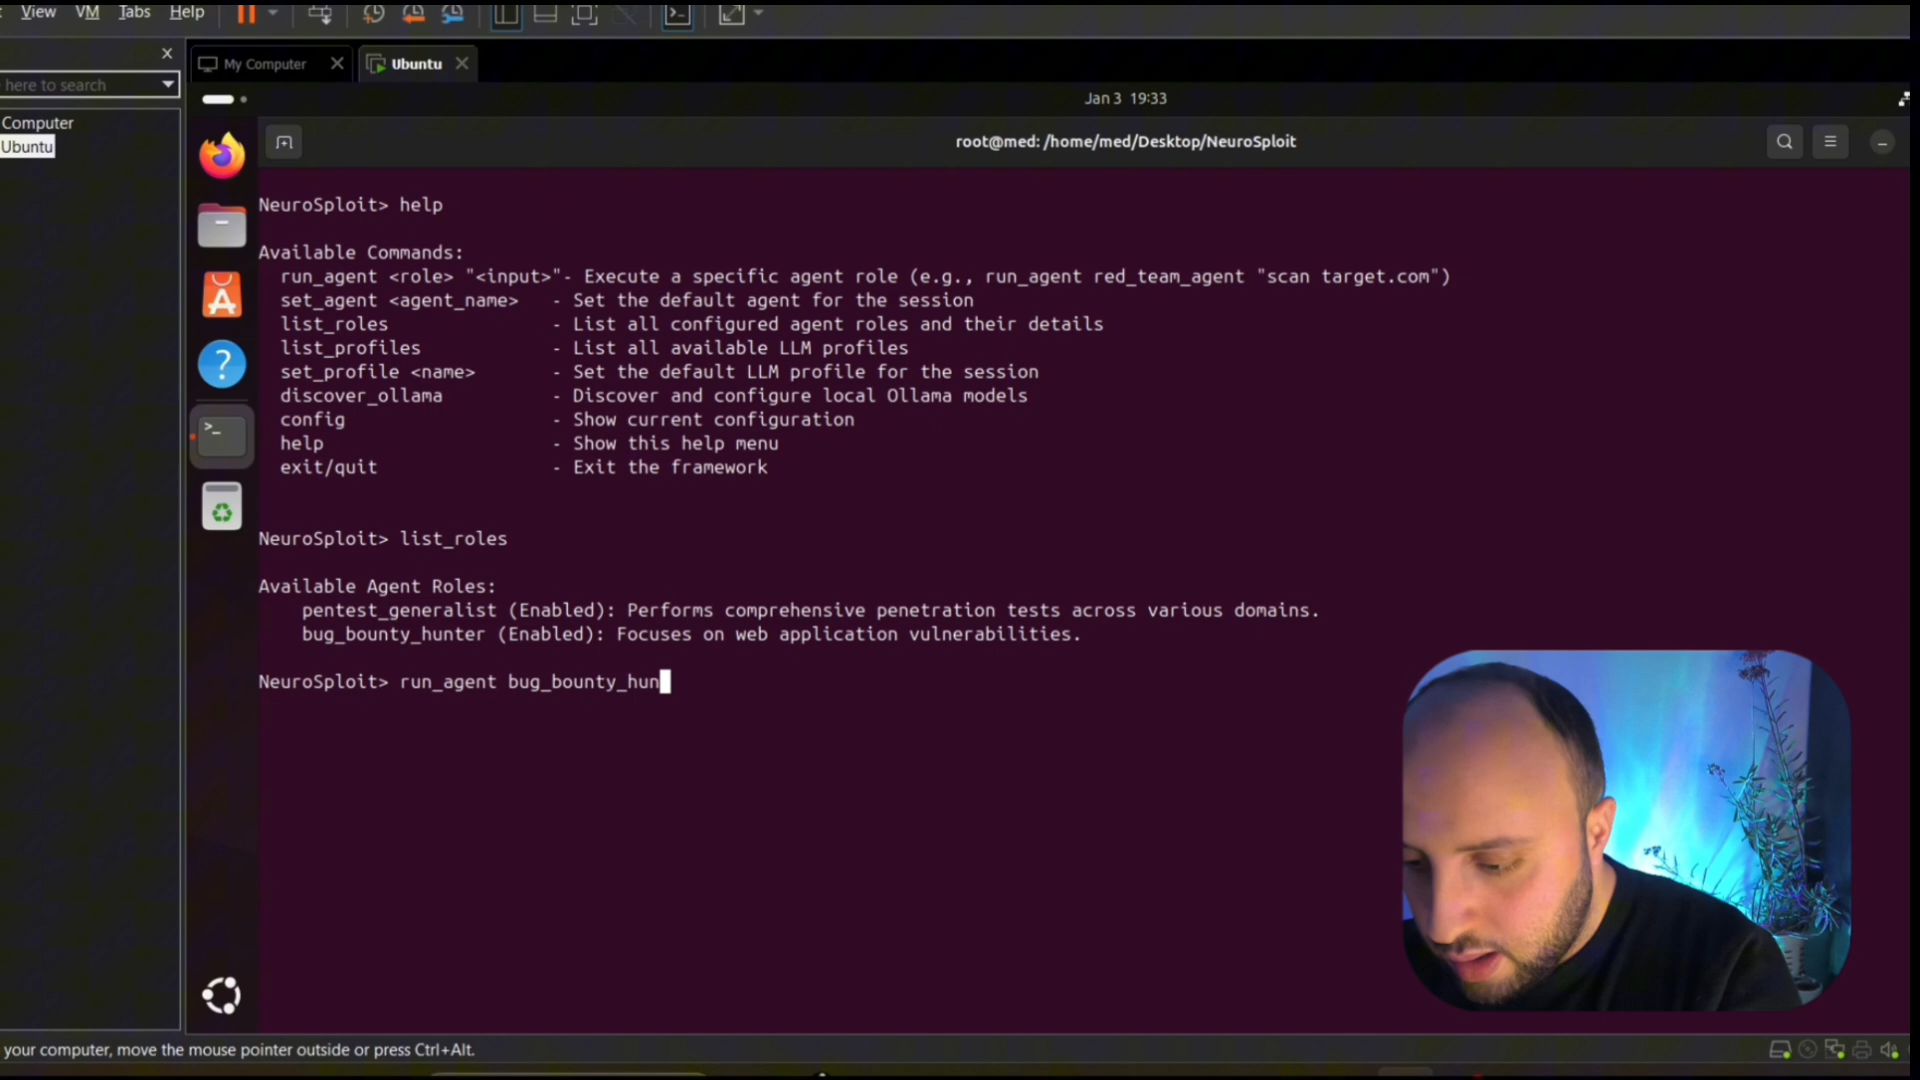 View VM Tabs Help
here to search
Computer
Ubuntu
My Computer
Ubuntu
Jan 3 19:33
root@med: /home/med/Desktop/NeuroSploit
NeuroSploit> help
Available Commands:
run_agent <role> "<input>"- Execute a specific agent role (e.g., run_agent red_team_agent "scan target.com")
set_agent <agent_name> - Set the default agent for the session
list_roles - List all configured agent roles and their details
list_profiles - List all available LLM profiles
set_profile <name> - Set the default LLM profile for the session
discover_ollama - Discover and configure local Ollama models
config - Show current configuration
help - Show this help menu
exit/quit - Exit the framework
NeuroSploit> list_roles
Available Agent Roles:
pentest_generalist (Enabled): Performs comprehensive penetration tests across various domains.
bug_bounty_hunter (Enabled): Focuses on web application vulnerabilities.
NeuroSploit> run_agent bug_bounty_hun
your computer, move the mouse pointer outside or press Ctrl+Alt.